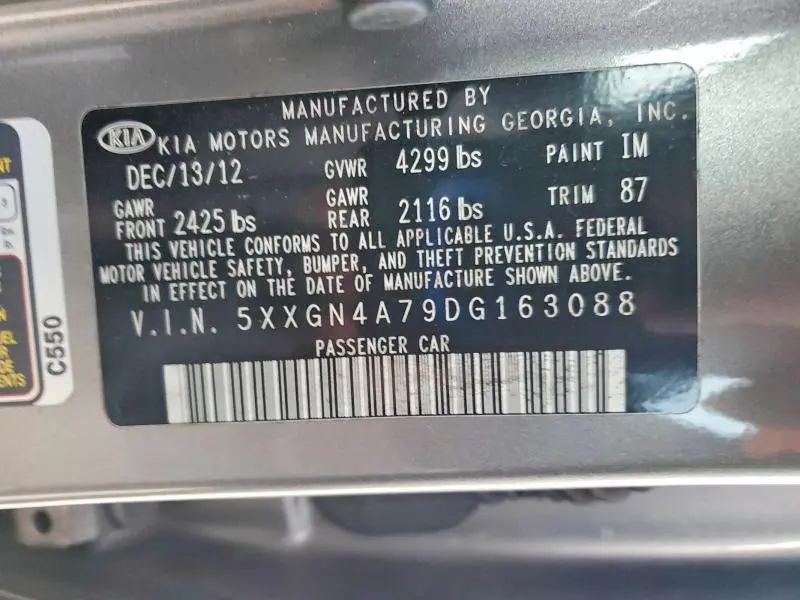 MANUFACTURED BY
KIA KIA MOTORS MANUFACTURING GEORGIA, INC.
DEC/13/12 GVWR 4299 lbs PAINT IM
GAWR FRONT 2425 lbs GAWR REAR 2116 lbs TRIM 87
THIS VEHICLE CONFORMS TO ALL APPLICABLE U.S.A. FEDERAL
MOTOR VEHICLE SAFETY, BUMPER, AND THEFT PREVENTION STANDARDS
IN EFFECT ON THE DATE OF MANUFACTURE SHOWN ABOVE.
V.I.N. 5XXGN4A79DG163088
PASSENGER CAR
C550